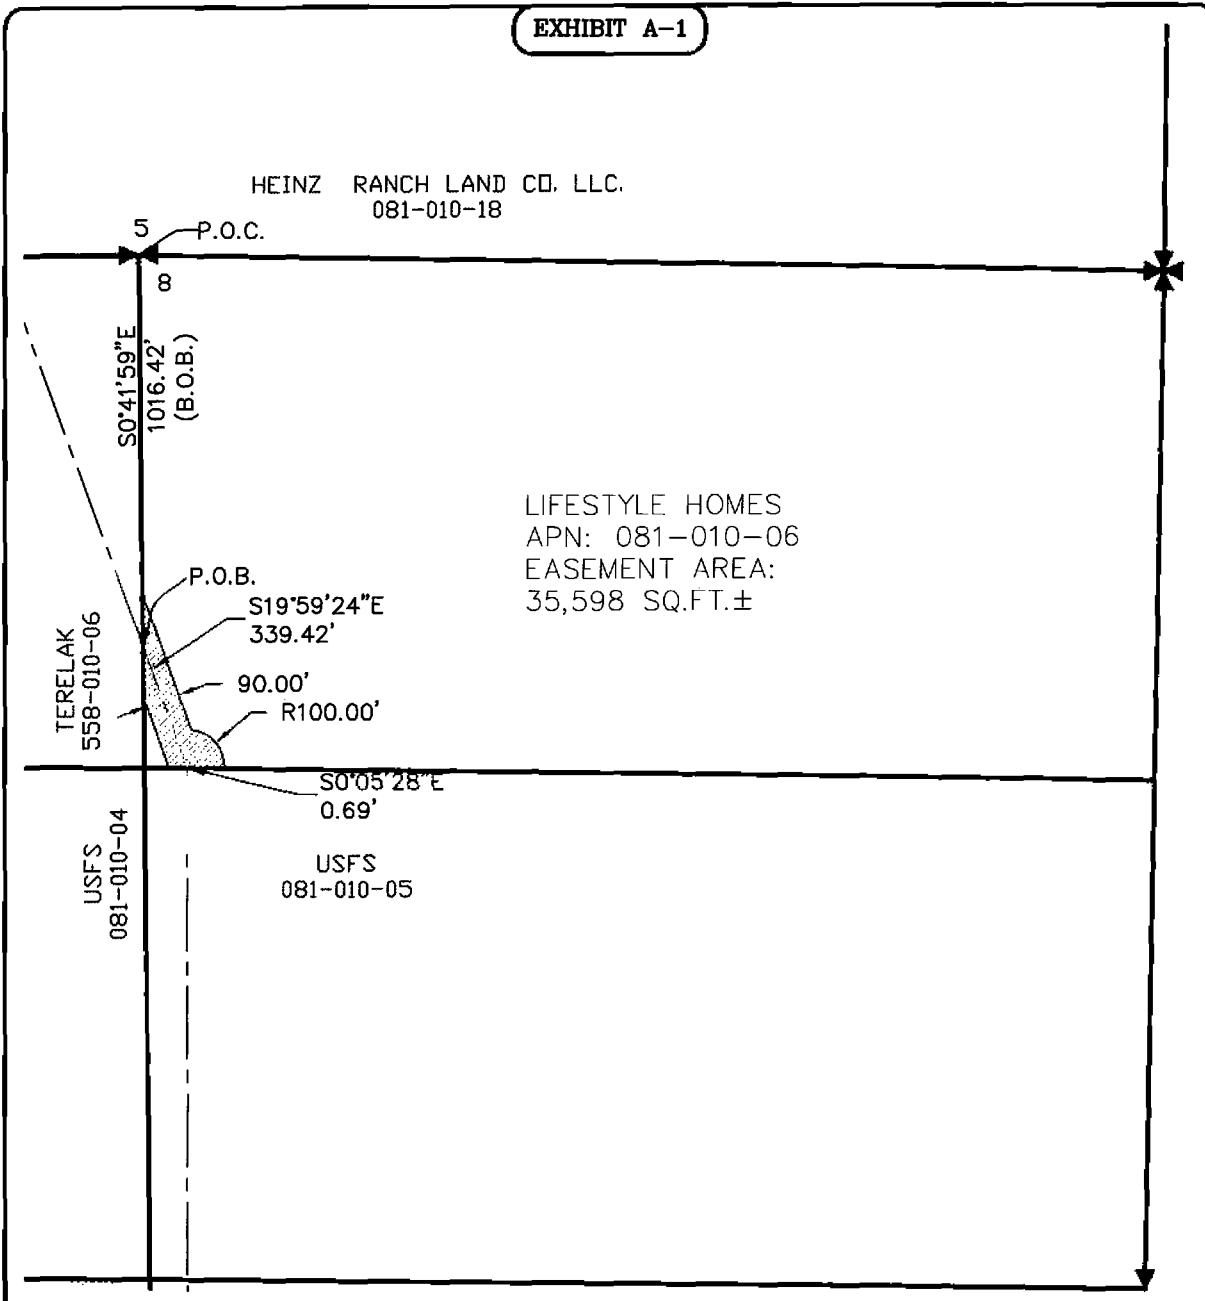 EXHIBIT A-1
HEINZ RANCH LAND CO. LLC.
081-010-18
5
P.O.C.
8
S0°41'59"E
1016.42'
(B.O.B.)
LIFESTYLE HOMES
APN: 081-010-06
EASEMENT AREA:
35,598 SQ.FT.±
P.O.B.
S19°59'24"E
339.42'
TERELAK
558-010-06
90.00'
R100.00'
S0°05'28"E
0.69'
USFS
081-010-04
USFS
081-010-05